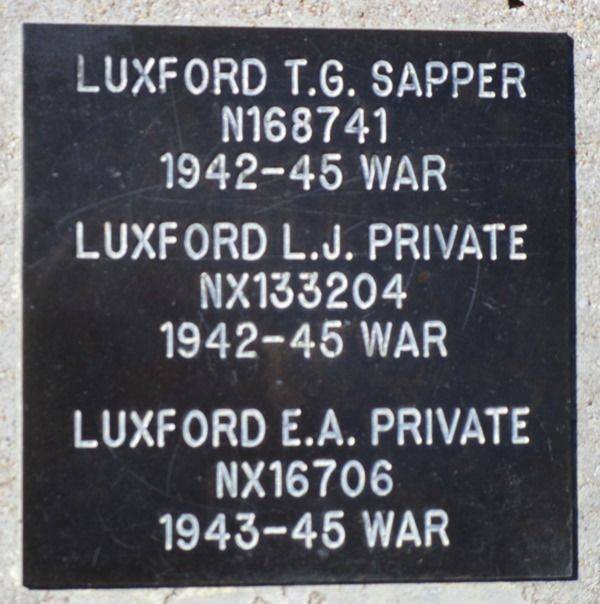 LUXFORD T.G. SAPPER
N168741
1942-45 WAR
LUXFORD L.J. PRIVATE
NX133204
1942-45 WAR
LUXFORD E.A. PRIVATE
NX16706
1943-45 WAR